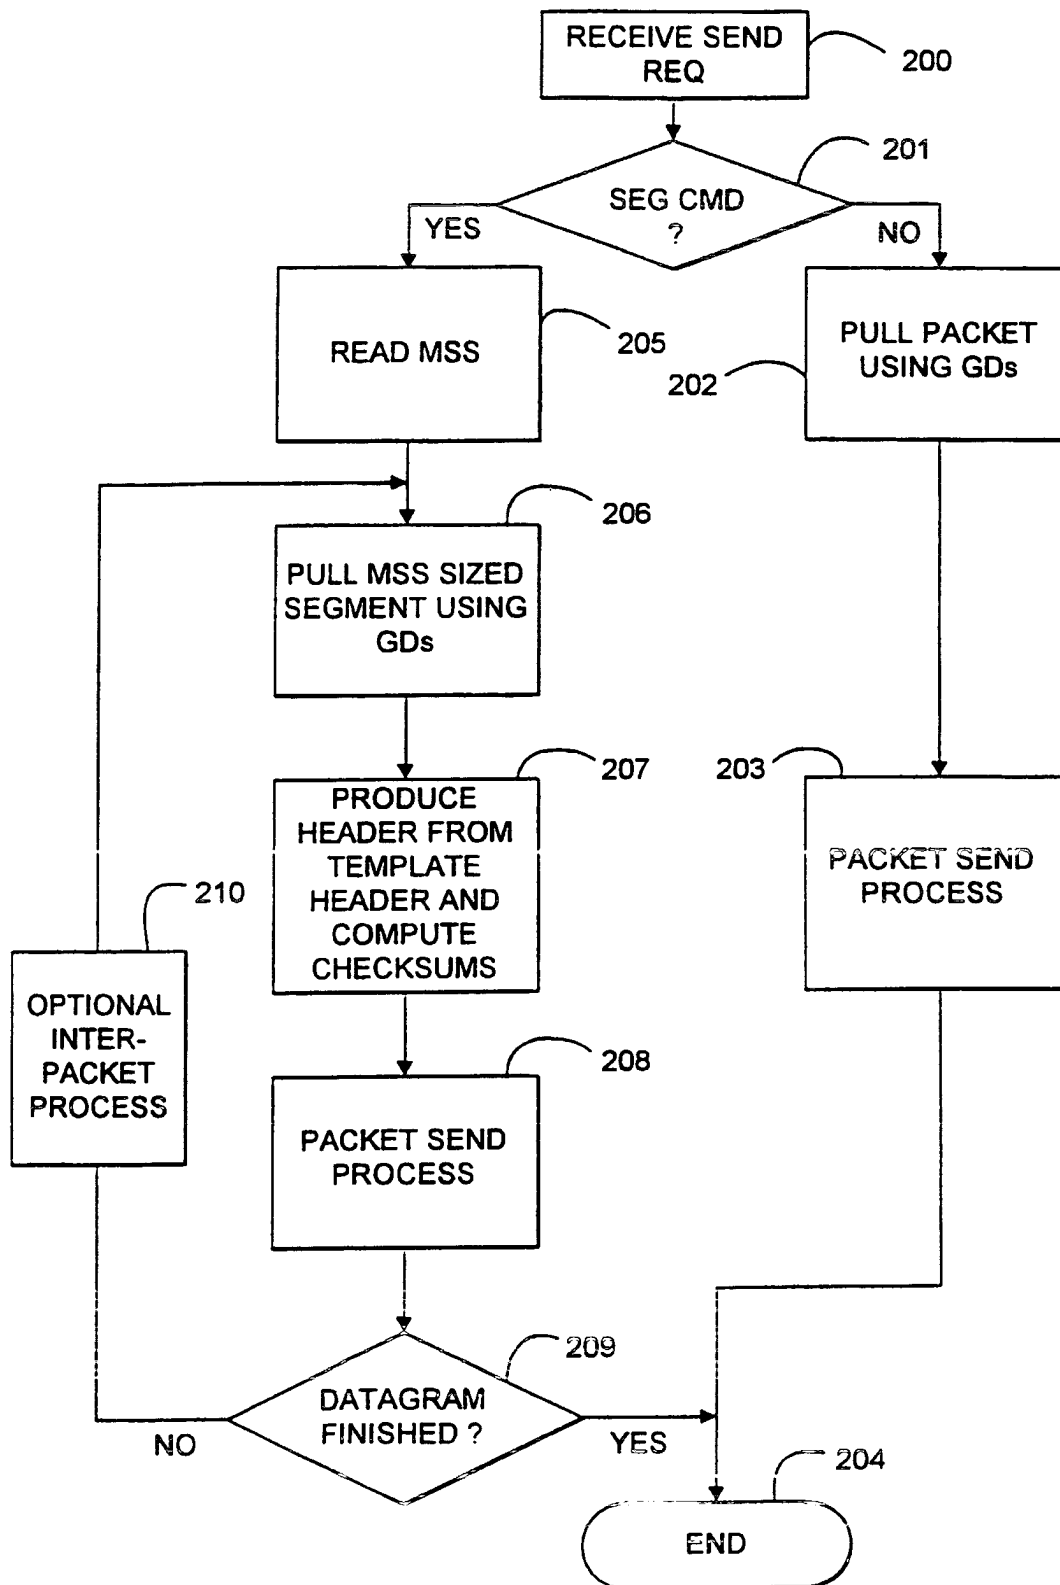 RECEIVE SEND
REQ
200
201
SEG CMD
?
YES
NO
READ MSS
205
PULL PACKET
USING GDs
202
206
PULL MSS SIZED
SEGMENT USING
GDs
207
203
PRODUCE
HEADER FROM
TEMPLATE
HEADER AND
COMPUTE
CHECKSUMS
PACKET SEND
PROCESS
210
OPTIONAL
INTER-
PACKET
PROCESS
208
PACKET SEND
PROCESS
209
DATAGRAM
FINISHED ?
NO
YES
204
END